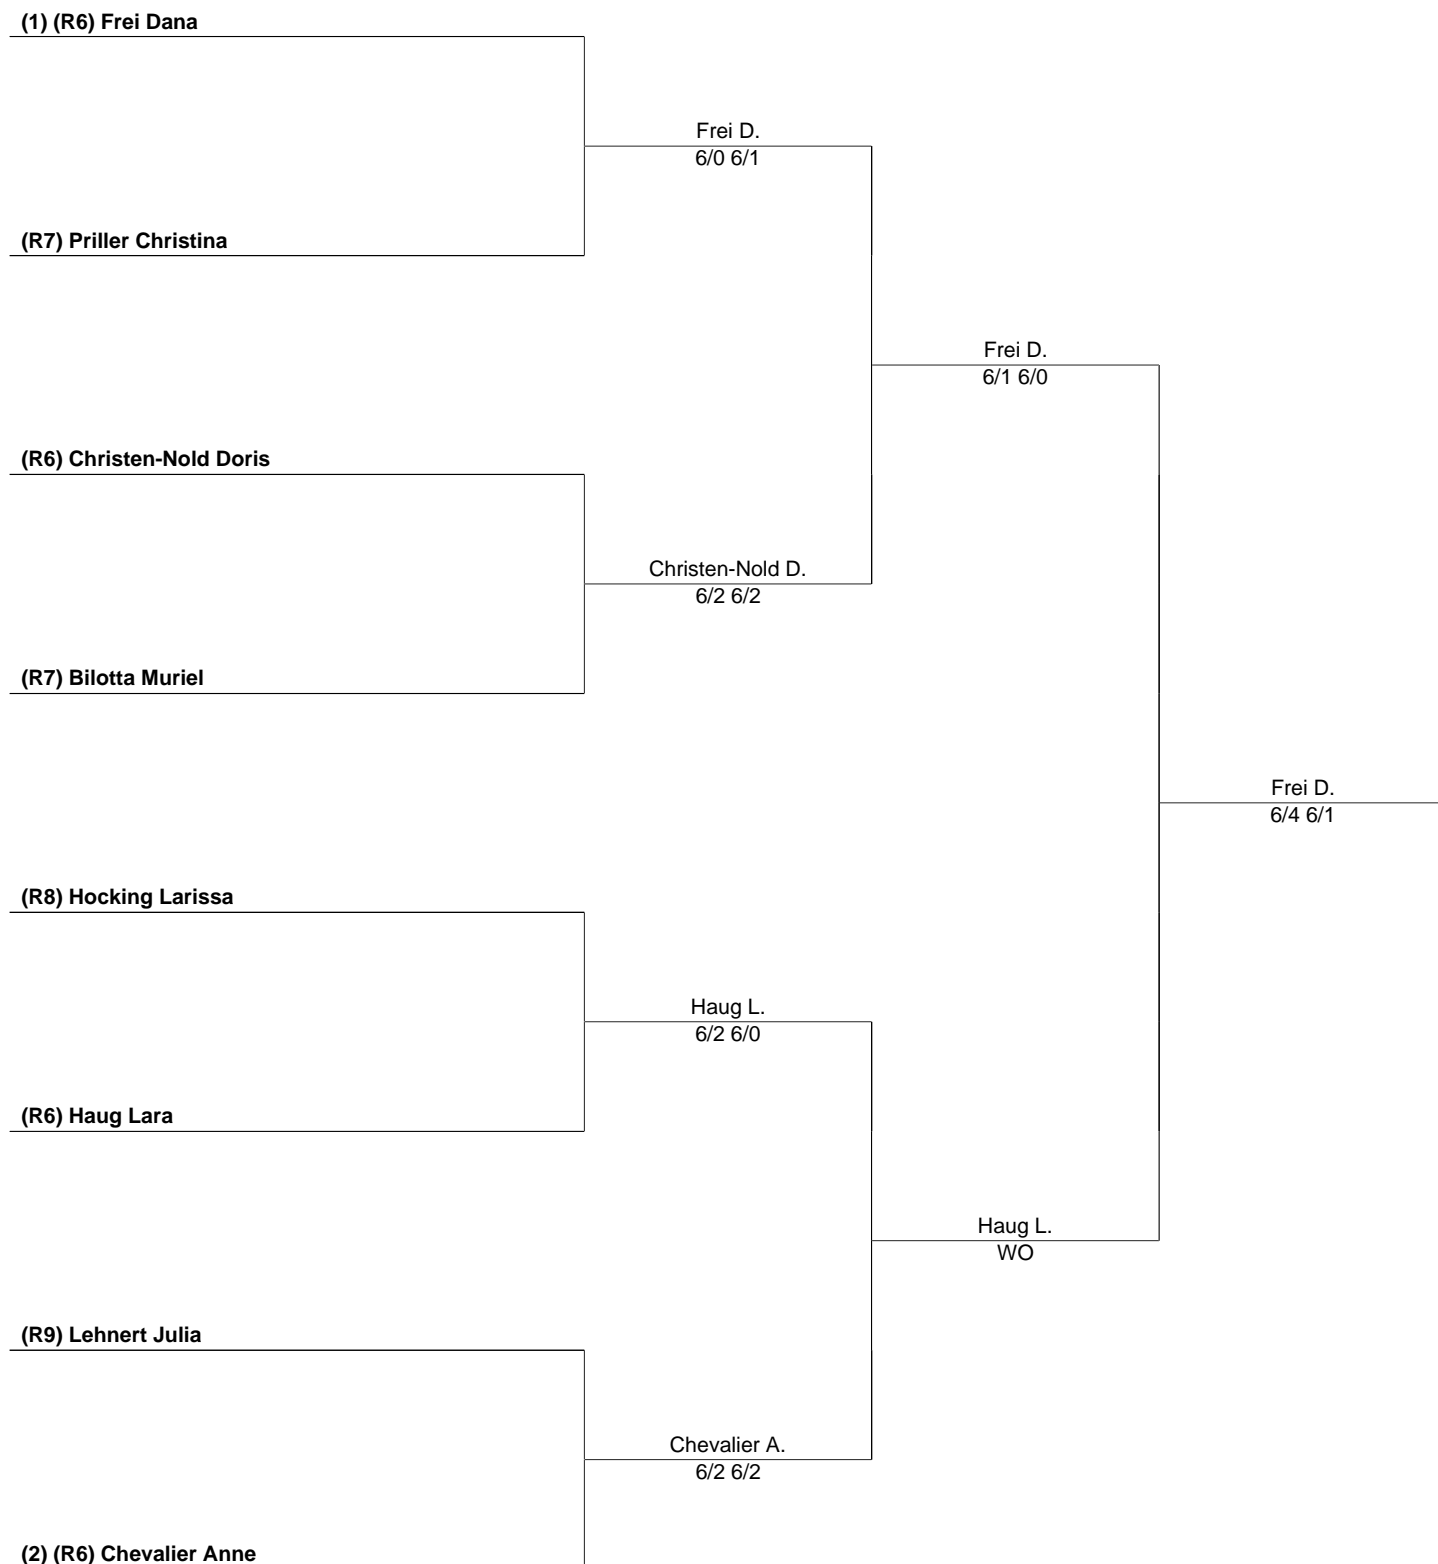 (1) (R6) Frei Dana
Frei D.
6/0 6/1
(R7) Priller Christina
Frei D.
6/1 6/0
(R6) Christen-Nold Doris
Christen-Nold D.
6/2 6/2
(R7) Bilotta Muriel
Frei D.
6/4 6/1
(R8) Hocking Larissa
Haug L.
6/2 6/0
(R6) Haug Lara
Haug L.
WO
(R9) Lehnert Julia
Chevalier A.
6/2 6/2
(2) (R6) Chevalier Anne